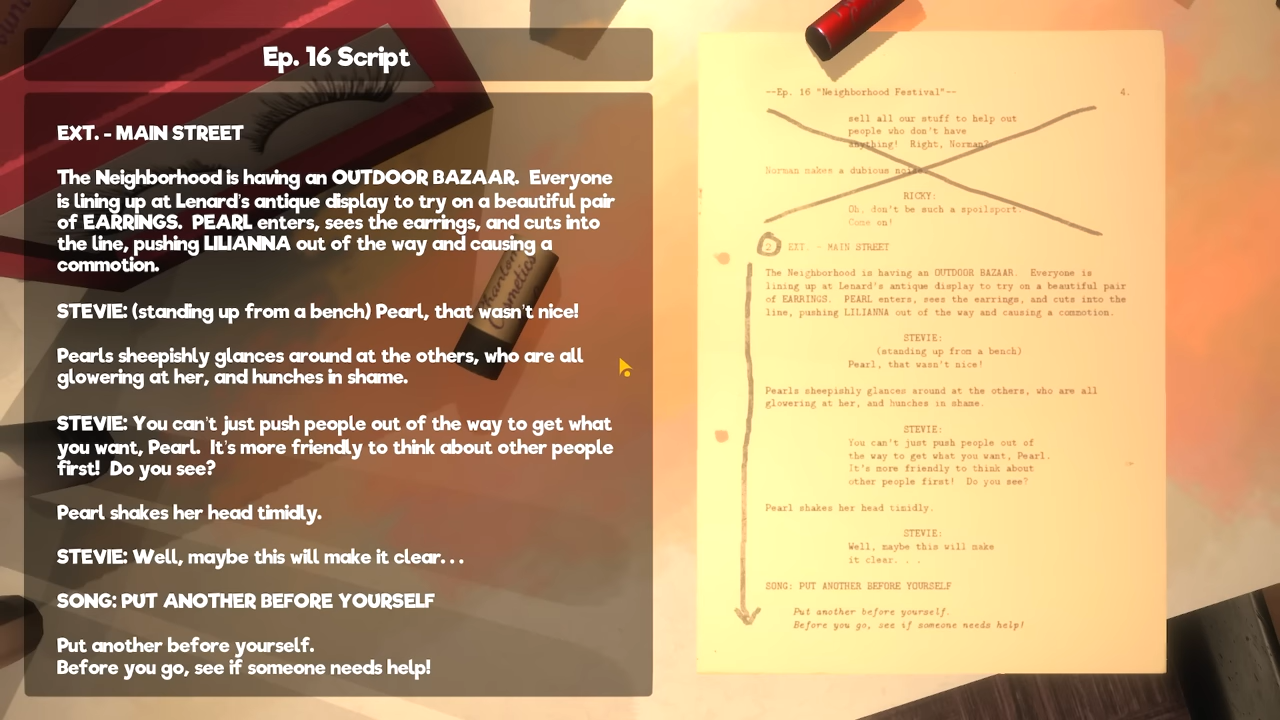 Ep. 16 Script
EXT. - MAIN STREET
The Neighborhood is having an OUTDOOR BAZAAR.  Everyone
is lining up at Lenard's antique display to try on a beautiful pair
of EARRINGS.  PEARL enters, sees the earrings, and cuts into
the line, pushing LILIANNA out of the way and causing a
commotion.
STEVIE: (standing up from a bench) Pearl, that wasn't nice!
Pearls sheepishly glances around at the others, who are all
glowering at her, and hunches in shame.
STEVIE: You can't just push people out of the way to get what
you want, Pearl.  It's more friendly to think about other people
first!  Do you see?
Pearl shakes her head timidly.
STEVIE: Well, maybe this will make it clear. . .
SONG: PUT ANOTHER BEFORE YOURSELF
Put another before yourself.
Before you go, see if someone needs help!
Phantom
Cosmetics
--Ep. 16 "Neighborhood Festival"-- 4.
sell all our stuff to help out
people who don't have
anything!  Right, Norman?
Norman makes a dubious noise.
RICKY:
Oh, don't be such a spoilsport.
Come on!
2 EXT. - MAIN STREET
The Neighborhood is having an OUTDOOR BAZAAR.  Everyone is
lining up at Lenard's antique display to try on a beautiful pair
of EARRINGS.  PEARL enters, sees the earrings, and cuts into the
line, pushing LILIANNA out of the way and causing a commotion.
STEVIE:
(standing up from a bench)
Pearl, that wasn't nice!
Pearls sheepishly glances around at the others, who are all
glowering at her, and hunches in shame.
STEVIE:
You can't just push people out of
the way to get what you want, Pearl.
It's more friendly to think about
other people first!  Do you see?
Pearl shakes her head timidly.
STEVIE:
Well, maybe this will make
it clear. . .
SONG: PUT ANOTHER BEFORE YOURSELF
Put another before yourself.
Before you go, see if someone needs help!